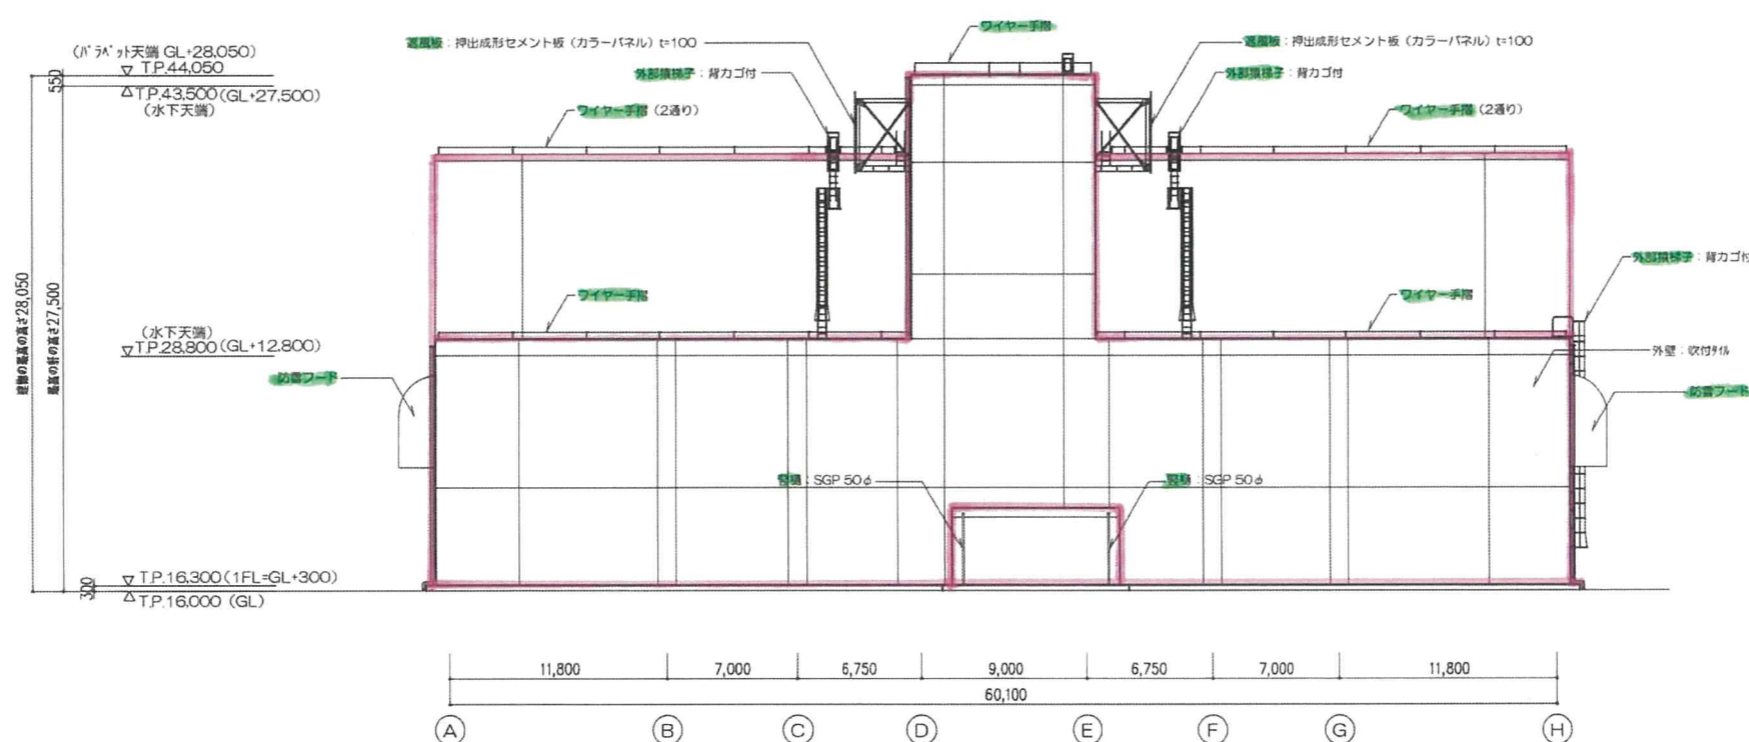 ワイヤー手摺
遮風板：押出成形セメント板（カラーパネル）t=100
遮風板：押出成形セメント板（カラーパネル）t=100
(ﾊﾟﾗﾍﾟｯﾄ天端 GL+28,050)
▽ T.P.44,050
550
外部猿梯子：背カゴ付
外部猿梯子：背カゴ付
△ T.P.43,500(GL+27,500)
(水下天端)
ワイヤー手摺（2通り）
ワイヤー手摺（2通り）
外部猿梯子：背カゴ付
建物の最高の高さ28,050
最高の軒の高さ27,500
ワイヤー手摺
ワイヤー手摺
(水下天端)
▽T.P.28,800(GL+12,800)
外壁：吹付ﾀｲﾙ
防雪フード
防雪フード
竪樋：SGP 50φ
竪樋：SGP 50φ
▽ T.P.16,300(1FL=GL+300)
300
△ T.P.16,000 (GL)
11,800 7,000 6,750 9,000 6,750 7,000 11,800
60,100
A B C D E F G H